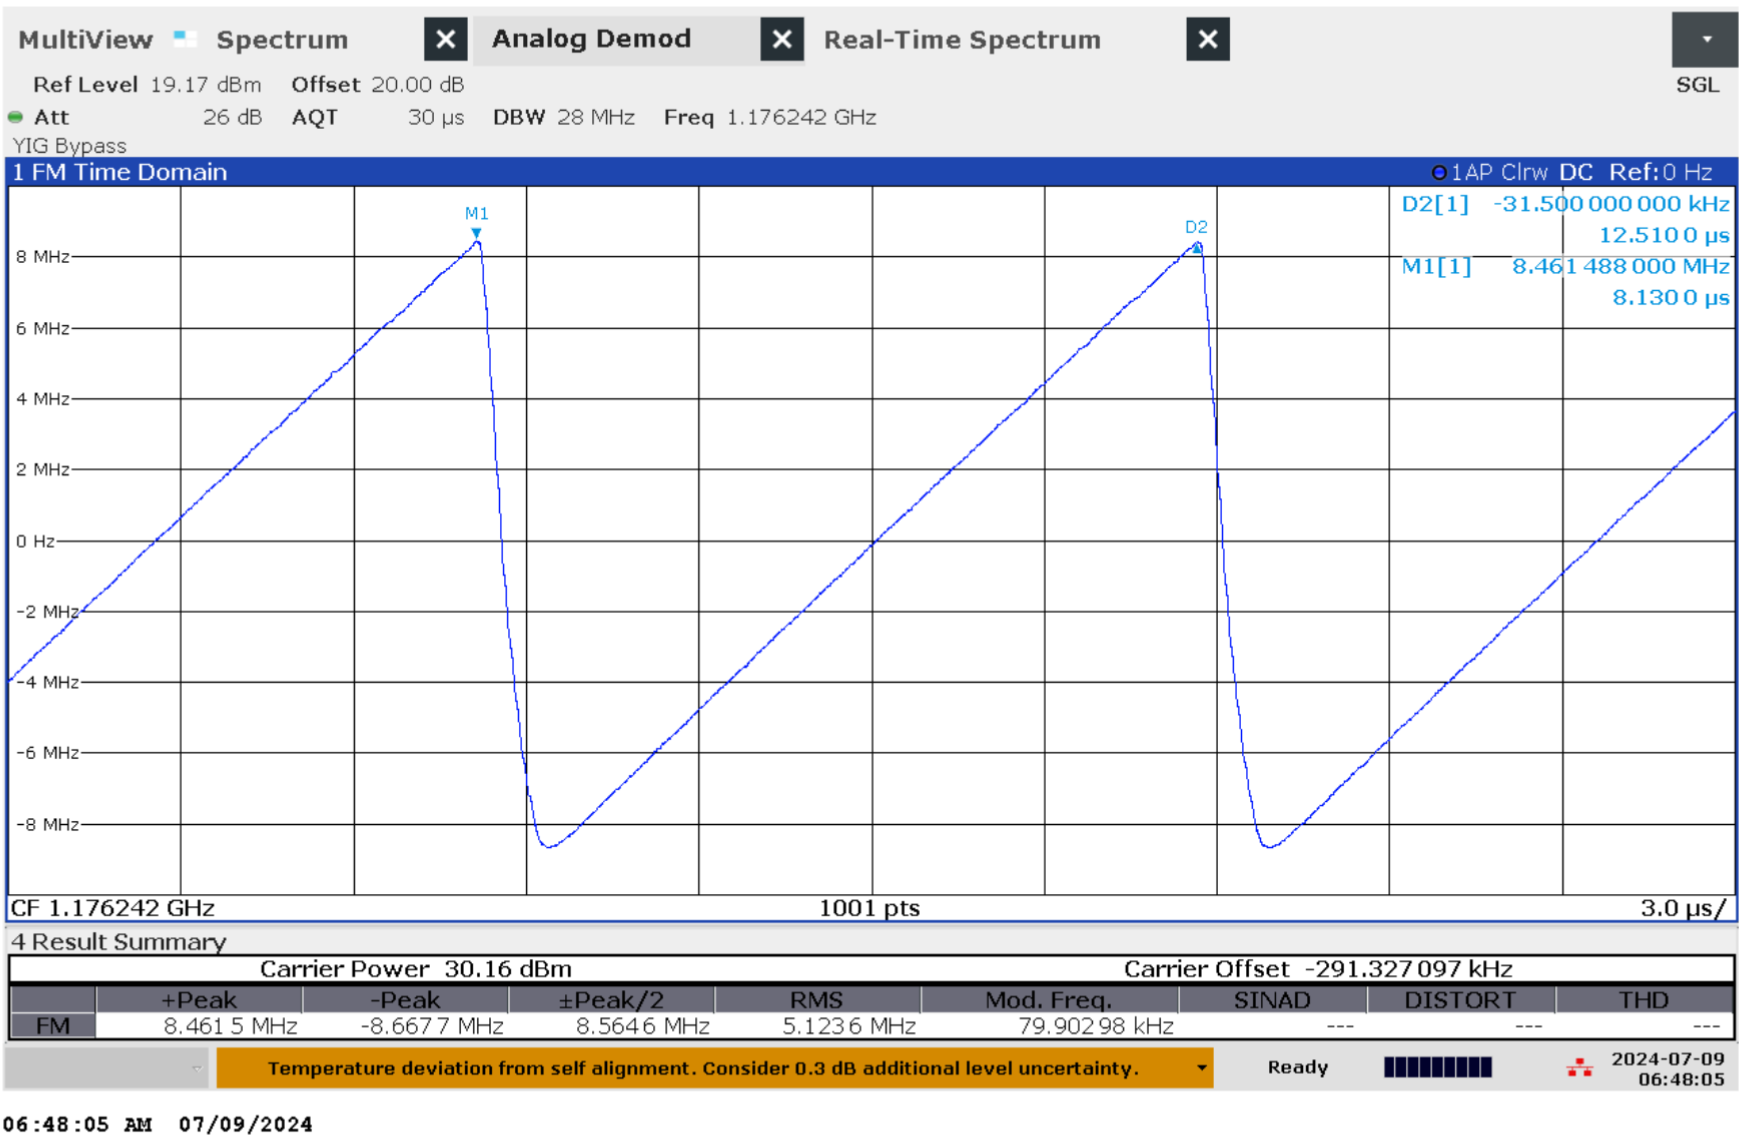 MultiView Spectrum X Analog Demod X Real-Time Spectrum X
Ref Level 19.17 dBm Offset 20.00 dB SGL
Att 26 dB AQT 30 µs DBW 28 MHz Freq 1.176242 GHz
YIG Bypass
1 FM Time Domain 1AP Clrw DC Ref:0 Hz
D2[1] -31.500 000 000 kHz
12.510 0 µs
M1[1] 8.461 488 000 MHz
8.130 0 µs
M1
D2
8 MHz
6 MHz
4 MHz
2 MHz
0 Hz
-2 MHz
-4 MHz
-6 MHz
-8 MHz
CF 1.176242 GHz 1001 pts 3.0 µs/
4 Result Summary
Carrier Power 30.16 dBm Carrier Offset -291.327 097 kHz
+Peak -Peak ±Peak/2 RMS Mod. Freq. SINAD DISTORT THD
FM 8.461 5 MHz -8.667 7 MHz 8.564 6 MHz 5.123 6 MHz 79.902 98 kHz --- --- ---
Temperature deviation from self alignment. Consider 0.3 dB additional level uncertainty. Ready 2024-07-09
06:48:05
06:48:05 AM 07/09/2024